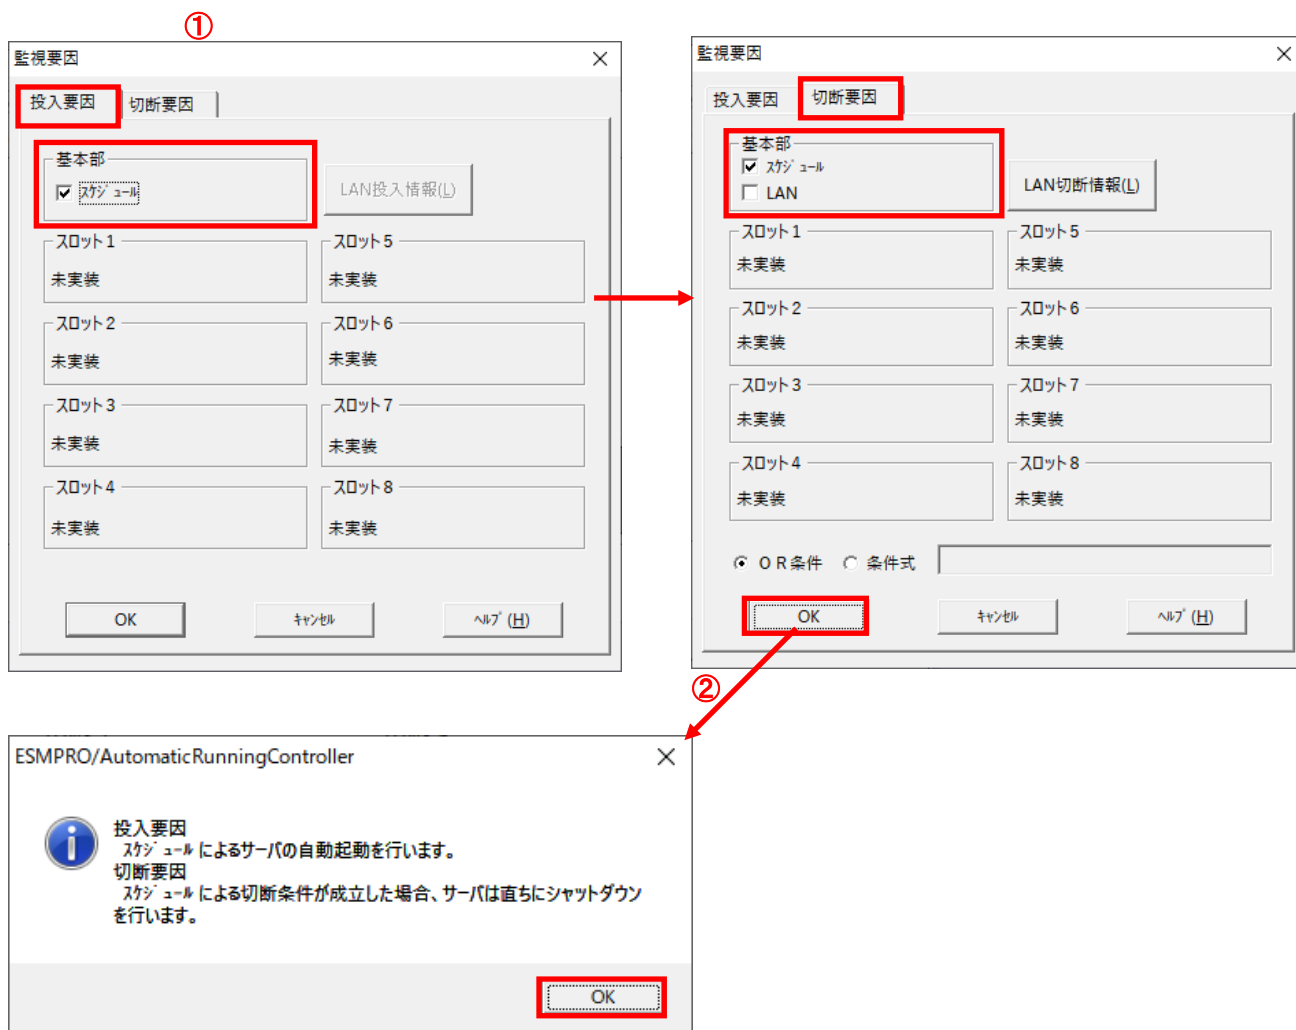 ①
監視要因
投入要因 切断要因
基本部
スケジュール
LAN投入情報(L)
スロット1
未実装
スロット5
未実装
スロット2
未実装
スロット6
未実装
スロット3
未実装
スロット7
未実装
スロット4
未実装
スロット8
未実装
OK キャンセル ヘルプ(H)
監視要因
投入要因 切断要因
基本部
スケジュール
LAN
LAN切断情報(L)
スロット1
未実装
スロット5
未実装
スロット2
未実装
スロット6
未実装
スロット3
未実装
スロット7
未実装
スロット4
未実装
スロット8
未実装
OR条件 条件式
OK キャンセル ヘルプ(H)
②
ESMPRO/AutomaticRunningController
投入要因
スケジュール によるサーバの自動起動を行います。
切断要因
スケジュール による切断条件が成立した場合、サーバは直ちにシャットダウン
を行います。
OK